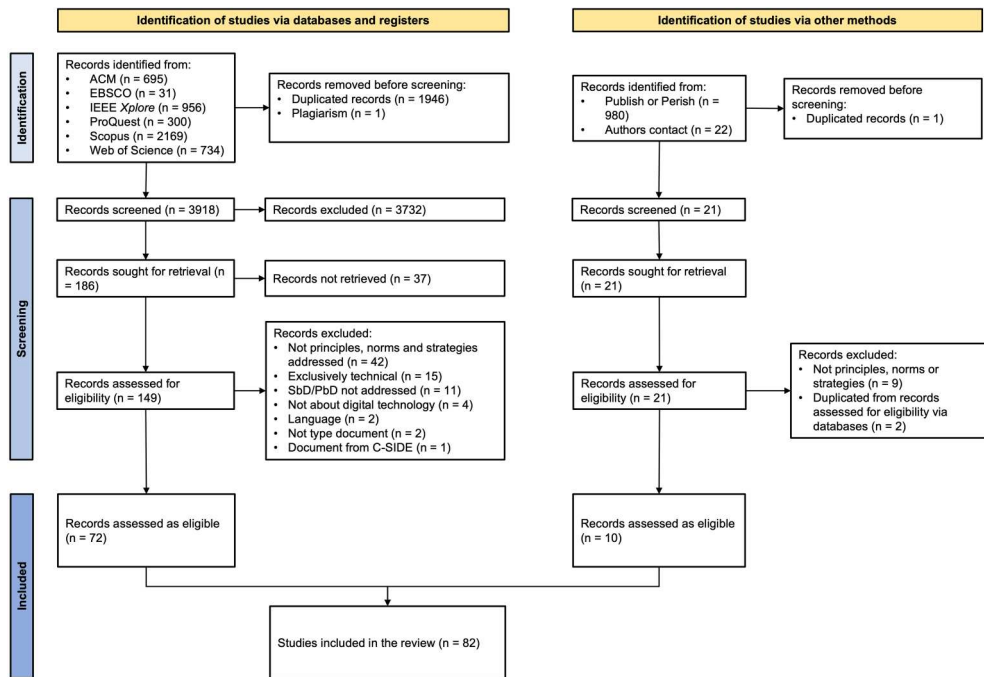 Identification of studies via databases and registers
Identification of studies via other methods
Identification
Records identified from:
• ACM (n = 695)
• EBSCO (n = 31)
• IEEE Xplore (n = 956)
• ProQuest (n = 300)
• Scopus (n = 2169)
• Web of Science (n = 734)
Records removed before screening:
• Duplicated records (n = 1946)
• Plagiarism (n = 1)
Records identified from:
• Publish or Perish (n =
980)
• Authors contact (n = 22)
Records removed before
screening:
• Duplicated records (n = 1)
Screening
Records screened (n = 3918)
Records excluded (n = 3732)
Records screened (n = 21)
Records sought for retrieval (n
= 186)
Records not retrieved (n = 37)
Records sought for retrieval
(n = 21)
Records assessed for
eligibility (n = 149)
Records excluded:
• Not principles, norms and strategies
addressed (n = 42)
• Exclusively technical (n = 15)
• SbD/PbD not addressed (n = 11)
• Not about digital technology (n = 4)
• Language (n = 2)
• Not type document (n = 2)
• Document from C-SIDE (n = 1)
Records assessed for
eligibility (n = 21)
Records excluded:
• Not principles, norms or
strategies (n = 9)
• Duplicated from records
assessed for eligibility via
databases (n = 2)
Included
Records assessed as eligible
(n = 72)
Records assessed as eligible
(n = 10)
Studies included in the review (n = 82)